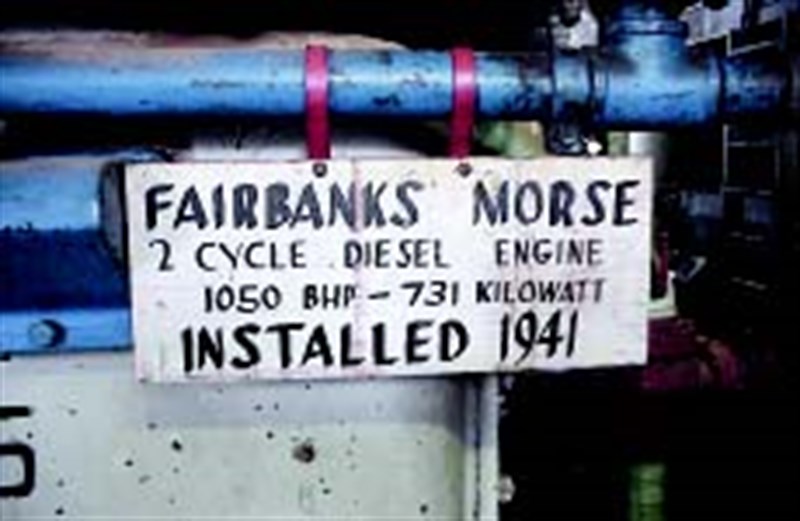 FAIRBANKS MORSE
2 CYCLE DIESEL ENGINE
1050 BHP - 731 KILOWATT
INSTALLED 1941